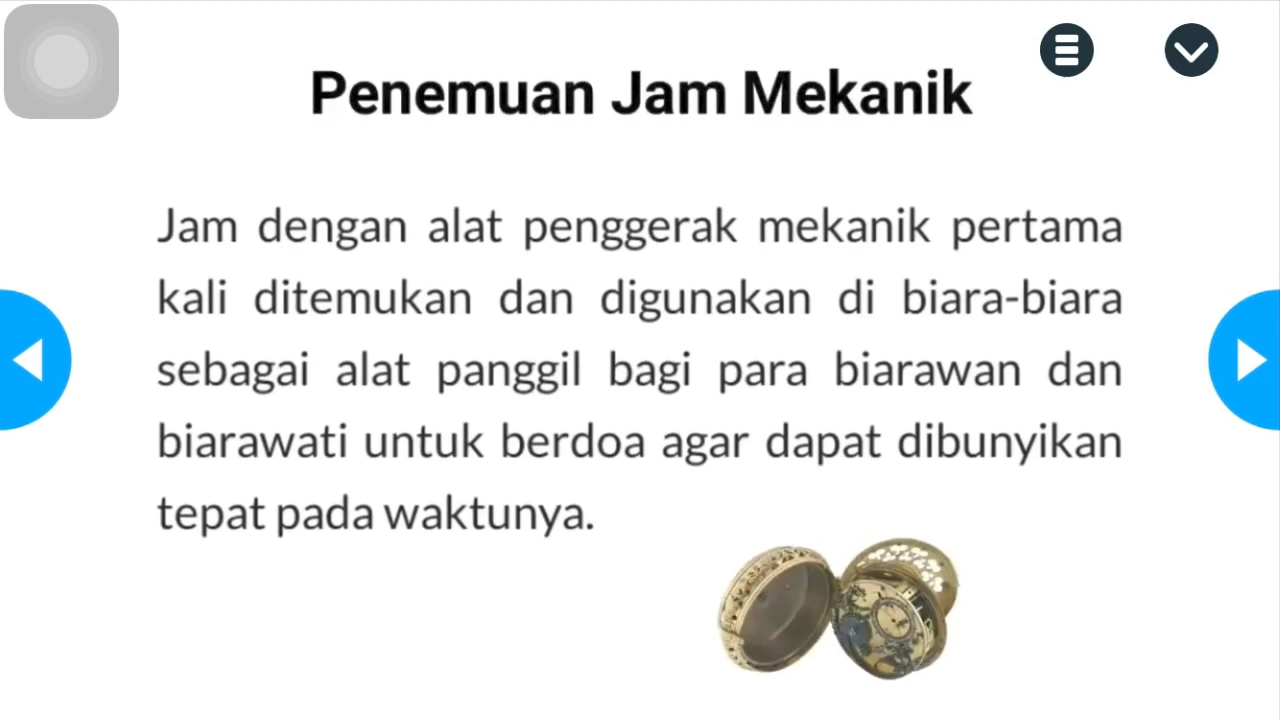 Penemuan Jam Mekanik
Jam dengan alat penggerak mekanik pertama
kali ditemukan dan digunakan di biara-biara
sebagai alat panggil bagi para biarawan dan
biarawati untuk berdoa agar dapat dibunyikan
tepat pada waktunya.